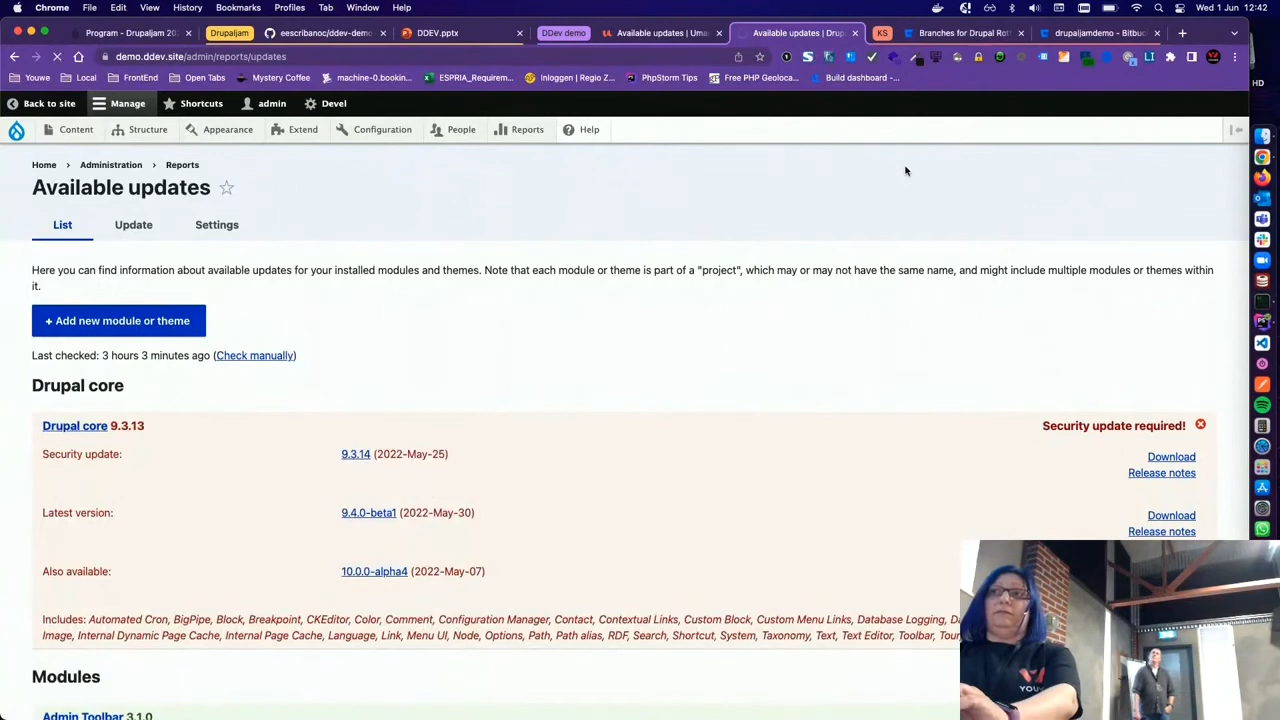 Chrome File Edit View History Bookmarks Profiles Tab Window Help
Wed 1 Jun 12:42
Program - Drupaljam 202
Drupaljam
eescribanoc/ddev-demo
DDEV.pptx
DDev demo
Available updates | Umam
Available updates | Drup
KS
Branches for Drupal Rott
drupaljamdemo - Bitbuc
demo.ddev.site/admin/reports/updates
Youwe
Local
FrontEnd
Open Tabs
Mystery Coffee
machine-0.bookin...
ESPRIA_Requirem...
Inloggen | Regio Z...
PhpStorm Tips
Free PHP Geoloca...
Build dashboard -...
HD
Back to site
Manage
Shortcuts
admin
Devel
Content
Structure
Appearance
Extend
Configuration
People
Reports
Help
Home > Administration > Reports
Available updates
List
Update
Settings
Here you can find information about available updates for your installed modules and themes. Note that each module or theme is part of a "project", which may or may not have the same name, and might include multiple modules or themes within
it.
+ Add new module or theme
Last checked: 3 hours 3 minutes ago (Check manually)
Drupal core
Drupal core 9.3.13
Security update required!
Security update:
9.3.14 (2022-May-25)
Download
Release notes
Latest version:
9.4.0-beta1 (2022-May-30)
Download
Release notes
Also available:
10.0.0-alpha4 (2022-May-07)
Includes: Automated Cron, BigPipe, Block, Breakpoint, CKEditor, Color, Comment, Configuration Manager, Contact, Contextual Links, Custom Block, Custom Menu Links, Database Logging, Da
Image, Internal Dynamic Page Cache, Internal Page Cache, Language, Link, Menu UI, Node, Options, Path, Path alias, RDF, Search, Shortcut, System, Taxonomy, Text, Text Editor, Toolbar, Tour
Modules
Admin Toolbar 3.1.0